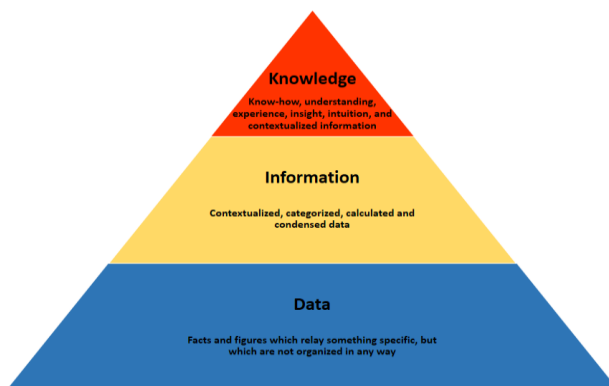 Knowledge
Know-how, understanding,
experience, insight, intuition, and
contextualized information
Information
Contextualized, categorized, calculated and
condensed data
Data
Facts and figures which relay something specific, but
which are not organized in any way